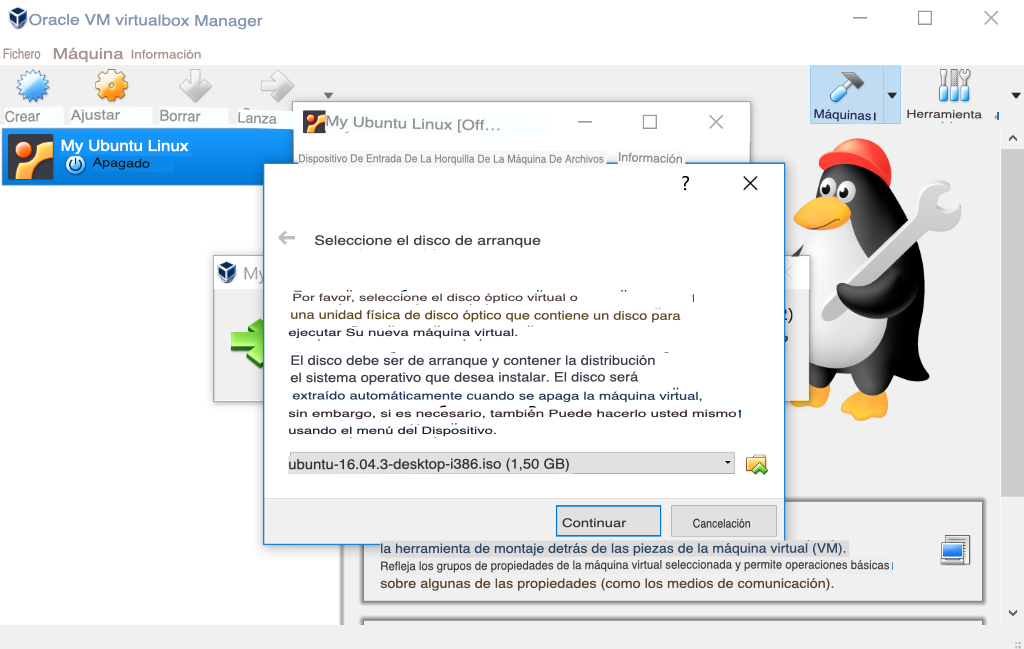 Oracle VM virtualbox Manager
Fichero Máquina Información
Crear Ajustar Borrar Lanza
Máquinas Herramienta
My Ubuntu Linux
Apagado
My Ubuntu Linux [Off…
Dispositivo De Entrada De La Horquilla De La Máquina De Archivos Información
?
My
Seleccione el disco de arranque
Por favor, seleccione el disco óptico virtual o
una unidad física de disco óptico que contiene un disco para
ejecutar Su nueva máquina virtual.
El disco debe ser de arranque y contener la distribución
el sistema operativo que desea instalar. El disco será
extraído automáticamente cuando se apaga la máquina virtual,
sin embargo, si es necesario, también Puede hacerlo usted mismo
usando el menú del Dispositivo.
ubuntu-16.04.3-desktop-i386.iso (1,50 GB)
Continuar Cancelación
la herramienta de montaje detrás de las piezas de la máquina virtual (VM).
Refleja los grupos de propiedades de la máquina virtual seleccionada y permite operaciones básicas
sobre algunas de las propiedades (como los medios de comunicación).